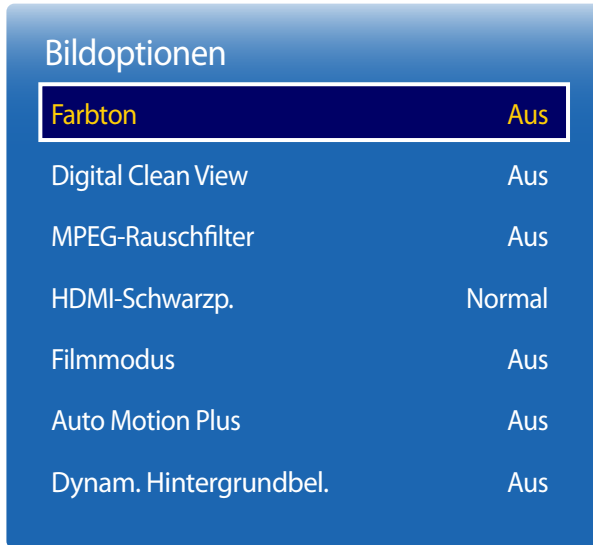 Bildoptionen
Farbton Aus
Digital Clean View Aus
MPEG-Rauschfilter Aus
HDMI-Schwarzp. Normal
Filmmodus Aus
Auto Motion Plus Aus
Dynam. Hintergrundbel. Aus